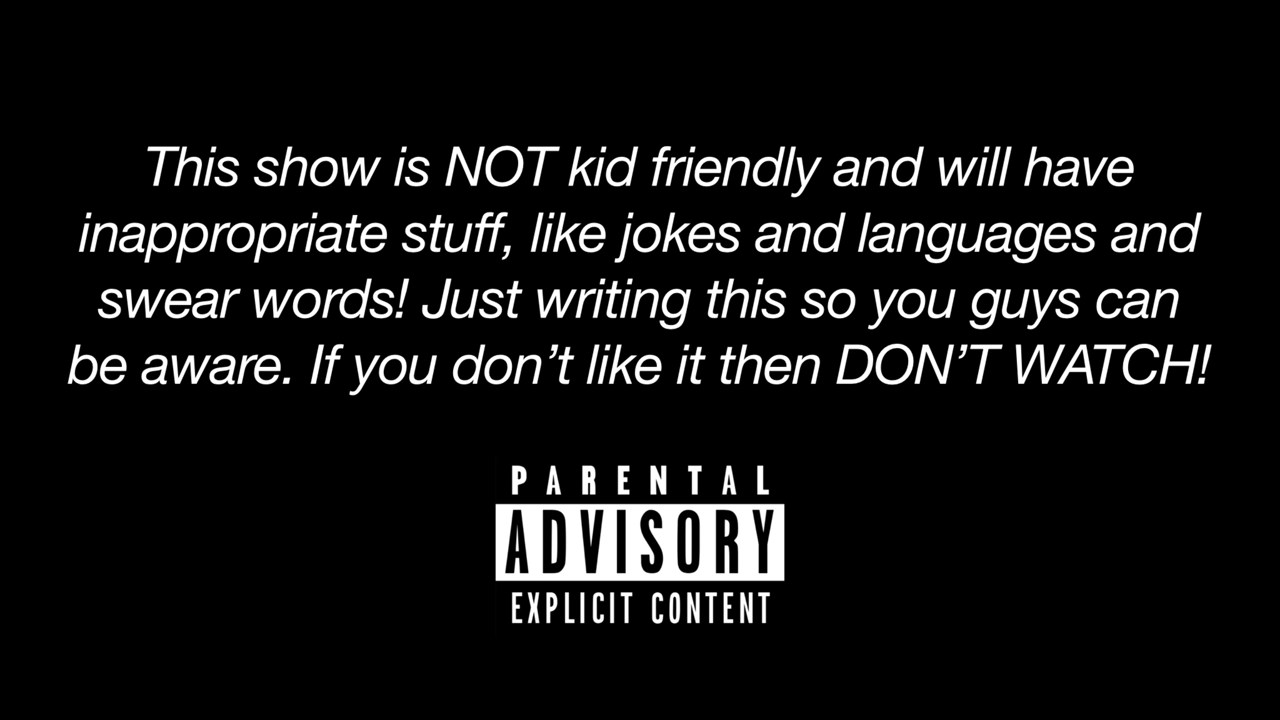 This show is NOT kid friendly and will have
inappropriate stuff, like jokes and languages and
swear words! Just writing this so you guys can
be aware. If you don’t like it then DON’T WATCH!
PARENTAL
ADVISORY
EXPLICIT CONTENT